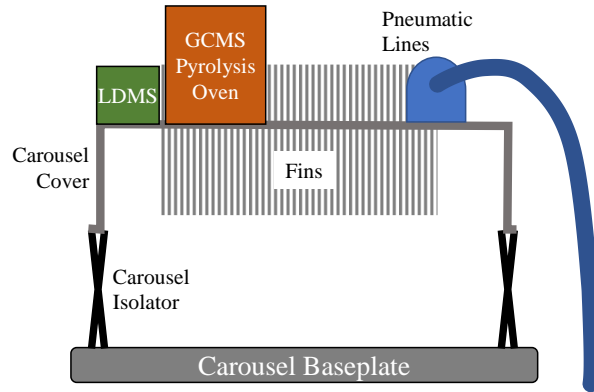 GCMS
Pyrolysis
Oven
Pneumatic
Lines
LDMS
Carousel
Cover
Fins
Carousel
Isolator
Carousel Baseplate